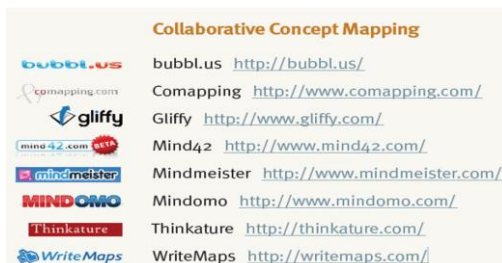 Collaborative Concept Mapping
bubbl.us bubbl.us http://bubbl.us/
comapping.com Comapping http://www.comapping.com/
gliffy Gliffy http://www.gliffy.com/
mind 42.com BETA Mind42 http://www.mind42.com/
mindmeister Mindmeister http://www.mindmeister.com/
MINDOMO Mindomo http://www.mindomo.com/
Thinkature Thinkature http://thinkature.com/
WriteMaps WriteMaps http://writemaps.com/